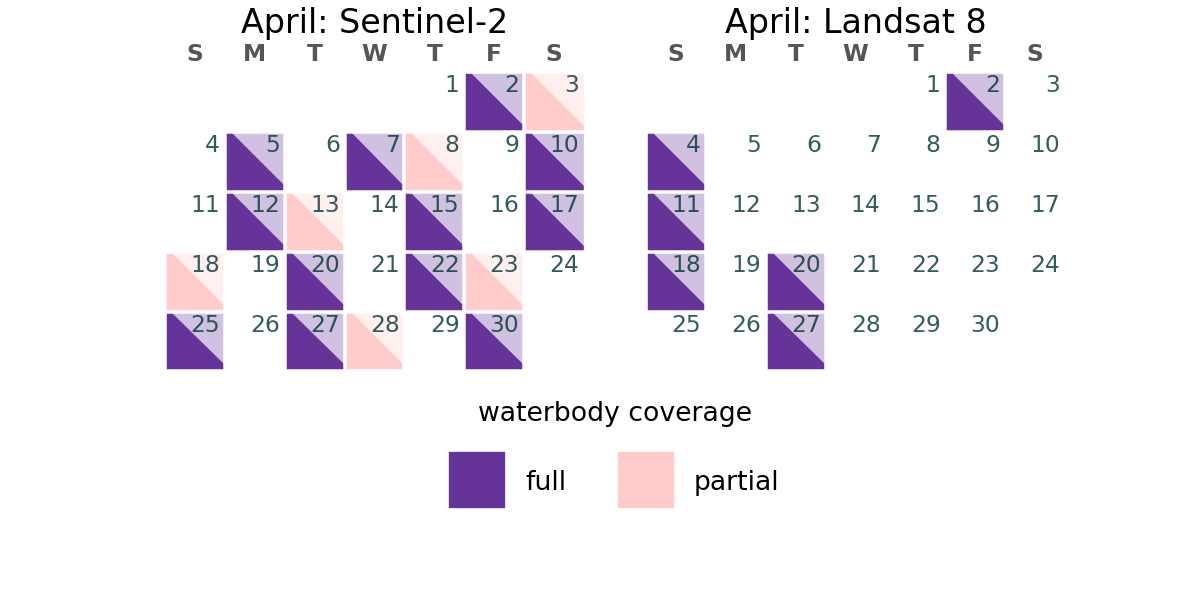 April: Sentinel-2
S M T W T F S
1 2 3
4 5 6 7 8 9 10
11 12 13 14 15 16 17
18 19 20 21 22 23 24
25 26 27 28 29 30
April: Landsat 8
S M T W T F S
1 2 3
4 5 6 7 8 9 10
11 12 13 14 15 16 17
18 19 20 21 22 23 24
25 26 27 28 29 30
waterbody coverage
full
partial